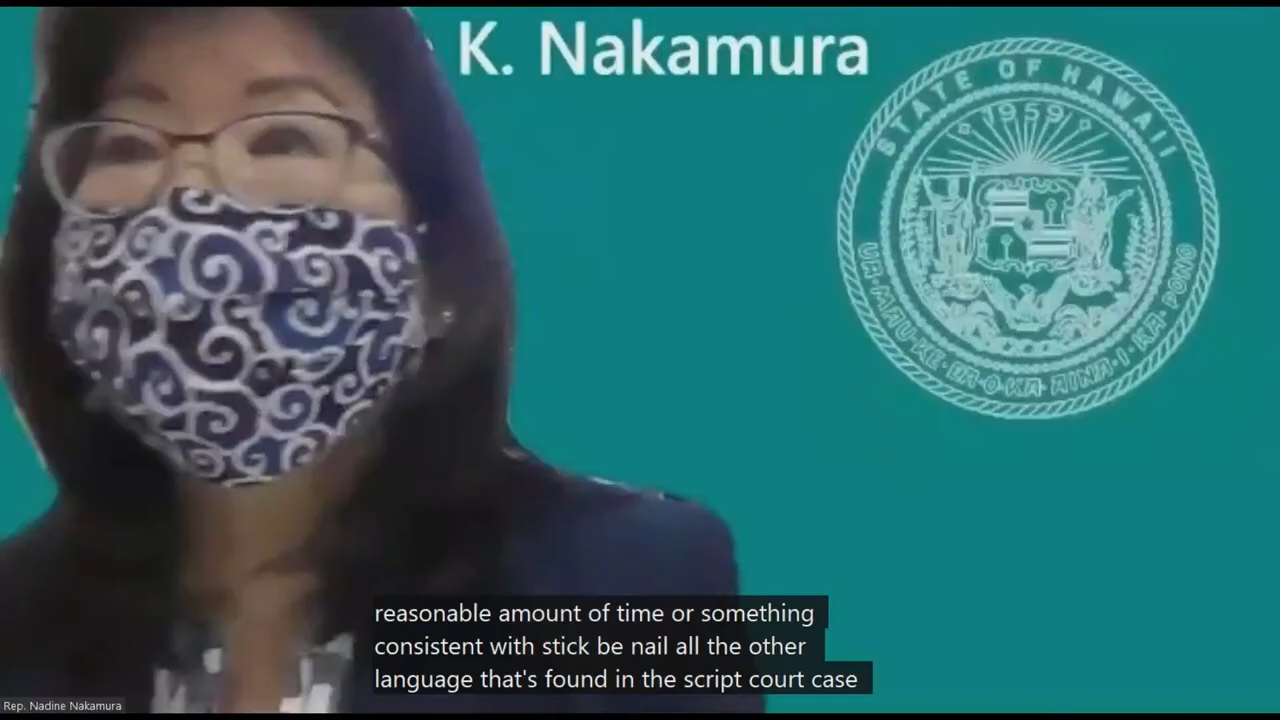 K. Nakamura
STATE OF HAWAII
1959
UA·MAU·KE·EA·O·KA·AINA·I·KA·PONO
reasonable amount of time or something
consistent with stick be nail all the other
language that's found in the script court case
Rep. Nadine Nakamura